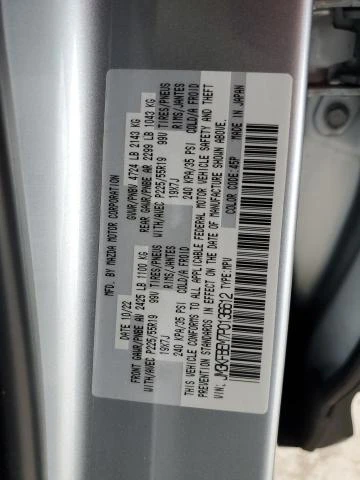 MFD. BY MAZDA MOTOR CORPORATION
DATE 10/22 GVWR/PNBV 4724 LB 2143 KG
FRONT GAWR/PNBE AV 2425 LB 1100 KG REAR GAWR/PNBE AR 2299 LB 1043 KG
WITH/AVEC P225/55R19 99V TIRES/PNEUS WITH/AVEC P225/55R19 99V TIRES/PNEUS
19X7J RIMS/JANTES 19X7J RIMS/JANTES
240 KPA/35 PSI COLD/A FROID 240 KPA/35 PSI COLD/A FROID
THIS VEHICLE CONFORMS TO ALL APPLICABLE FEDERAL MOTOR VEHICLE SAFETY AND THEFT
PREVENTION STANDARDS IN EFFECT ON THE DATE OF MANUFACTURE SHOWN ABOVE.
VIN: TYPE:MPV COLOR CODE:45P MADE IN JAPAN